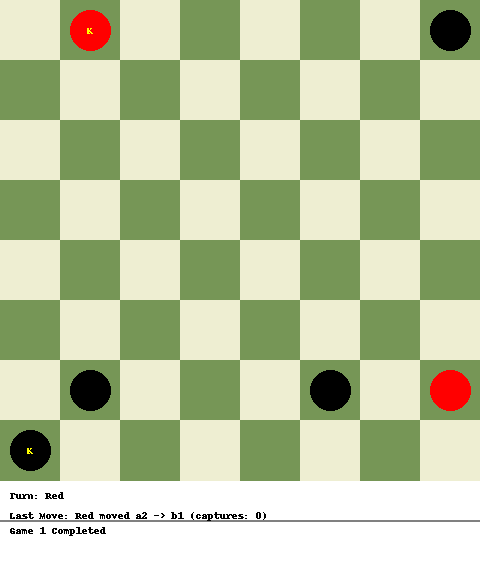 K
K
Turn: Red
Last Move: Red moved a2 -> b1 (captures: 0)
Game 1 Completed